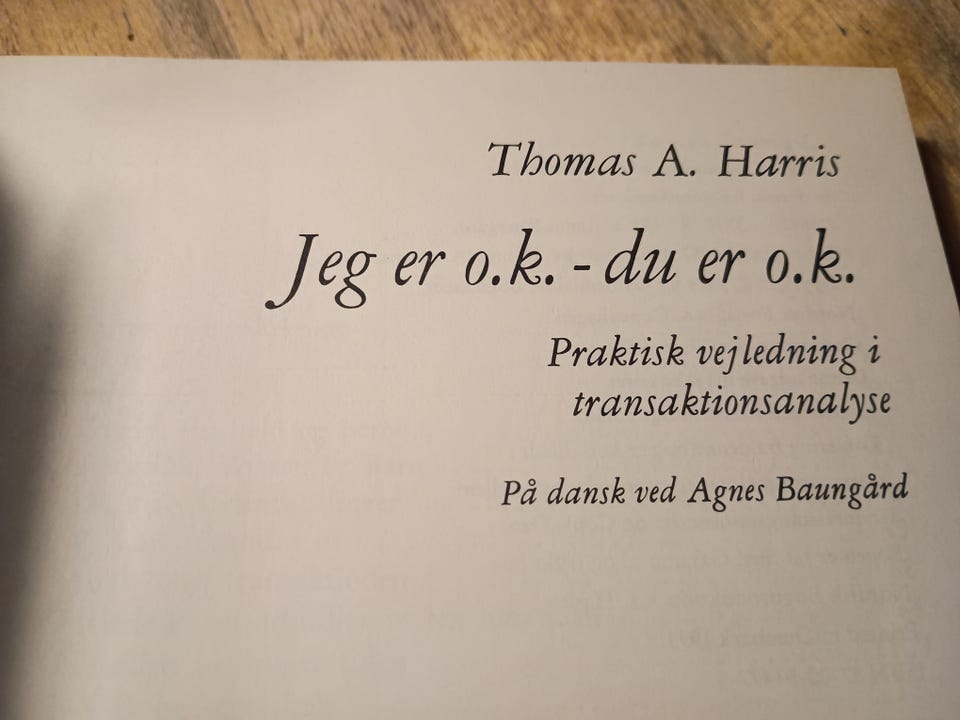 Thomas A. Harris
Jeg er o.k. - du er o.k.
Praktisk vejledning i
transaktionsanalyse
På dansk ved Agnes Baungård